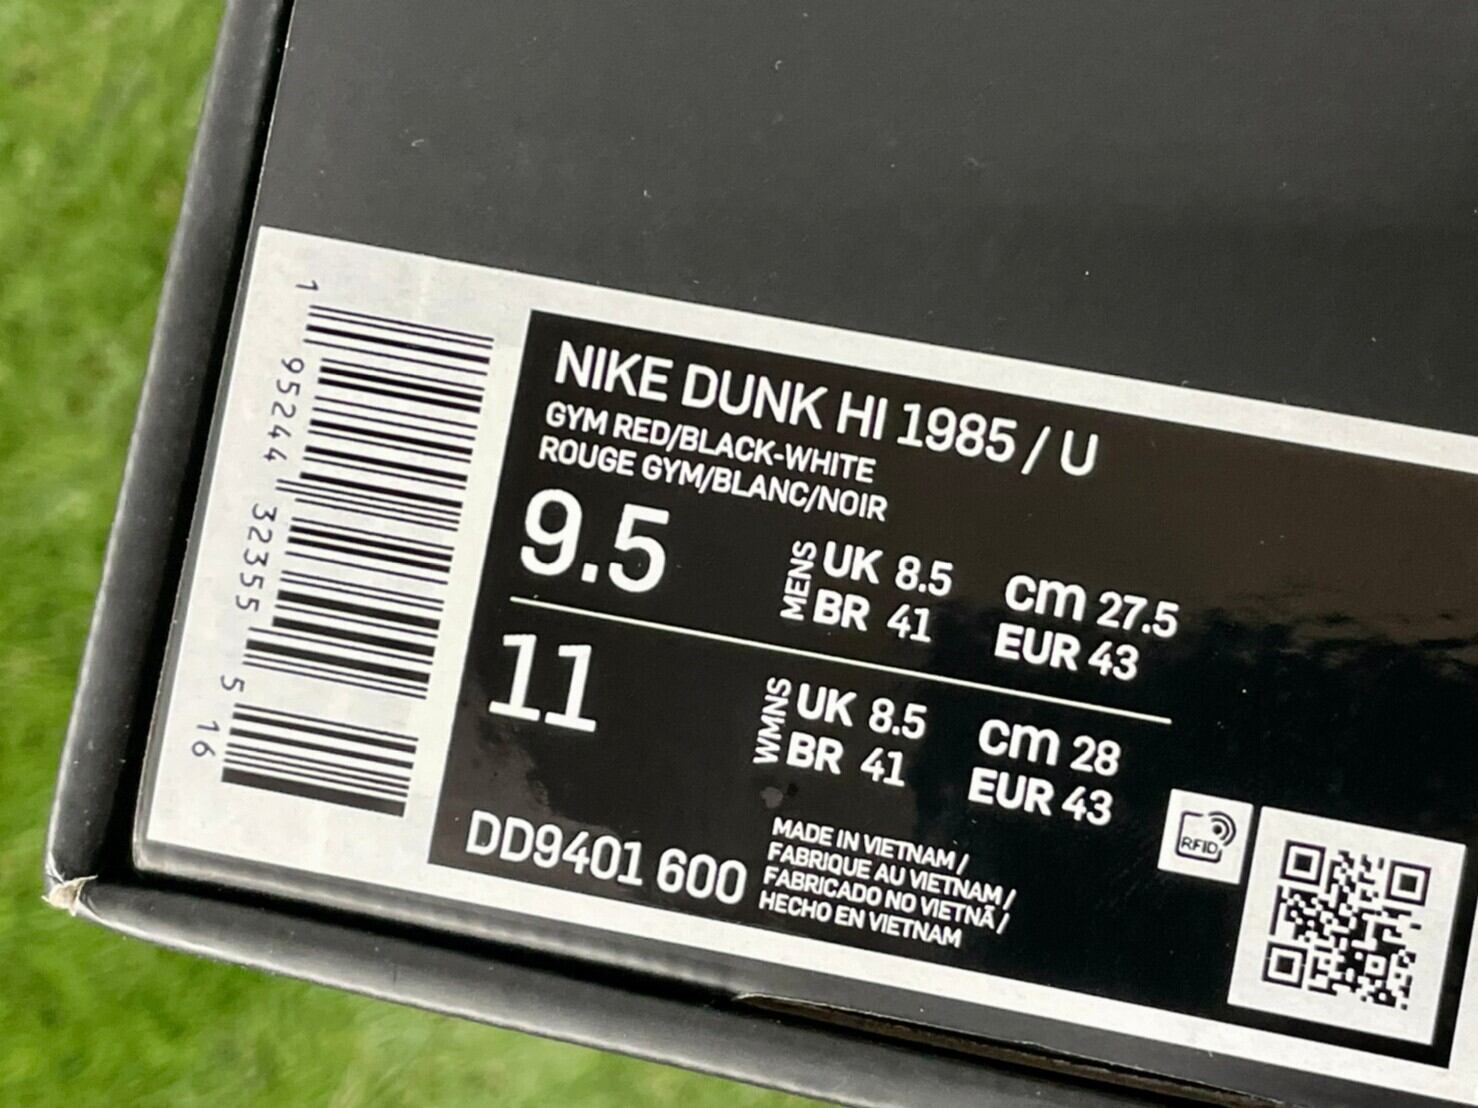 NIKE DUNK HI 1985 / U
GYM RED/BLACK-WHITE
ROUGE GYM/BLANC/NOIR
9.5
MENS
UK 8.5
BR 41
cm 27.5
EUR 43
11
WMNS
UK 8.5
BR 41
cm 28
EUR 43
DD9401 600
MADE IN VIETNAM /
FABRIQUE AU VIETNAM /
FABRICADO NO VIETNÃ /
HECHO EN VIETNAM
RFID
1 95244 32355 5 16